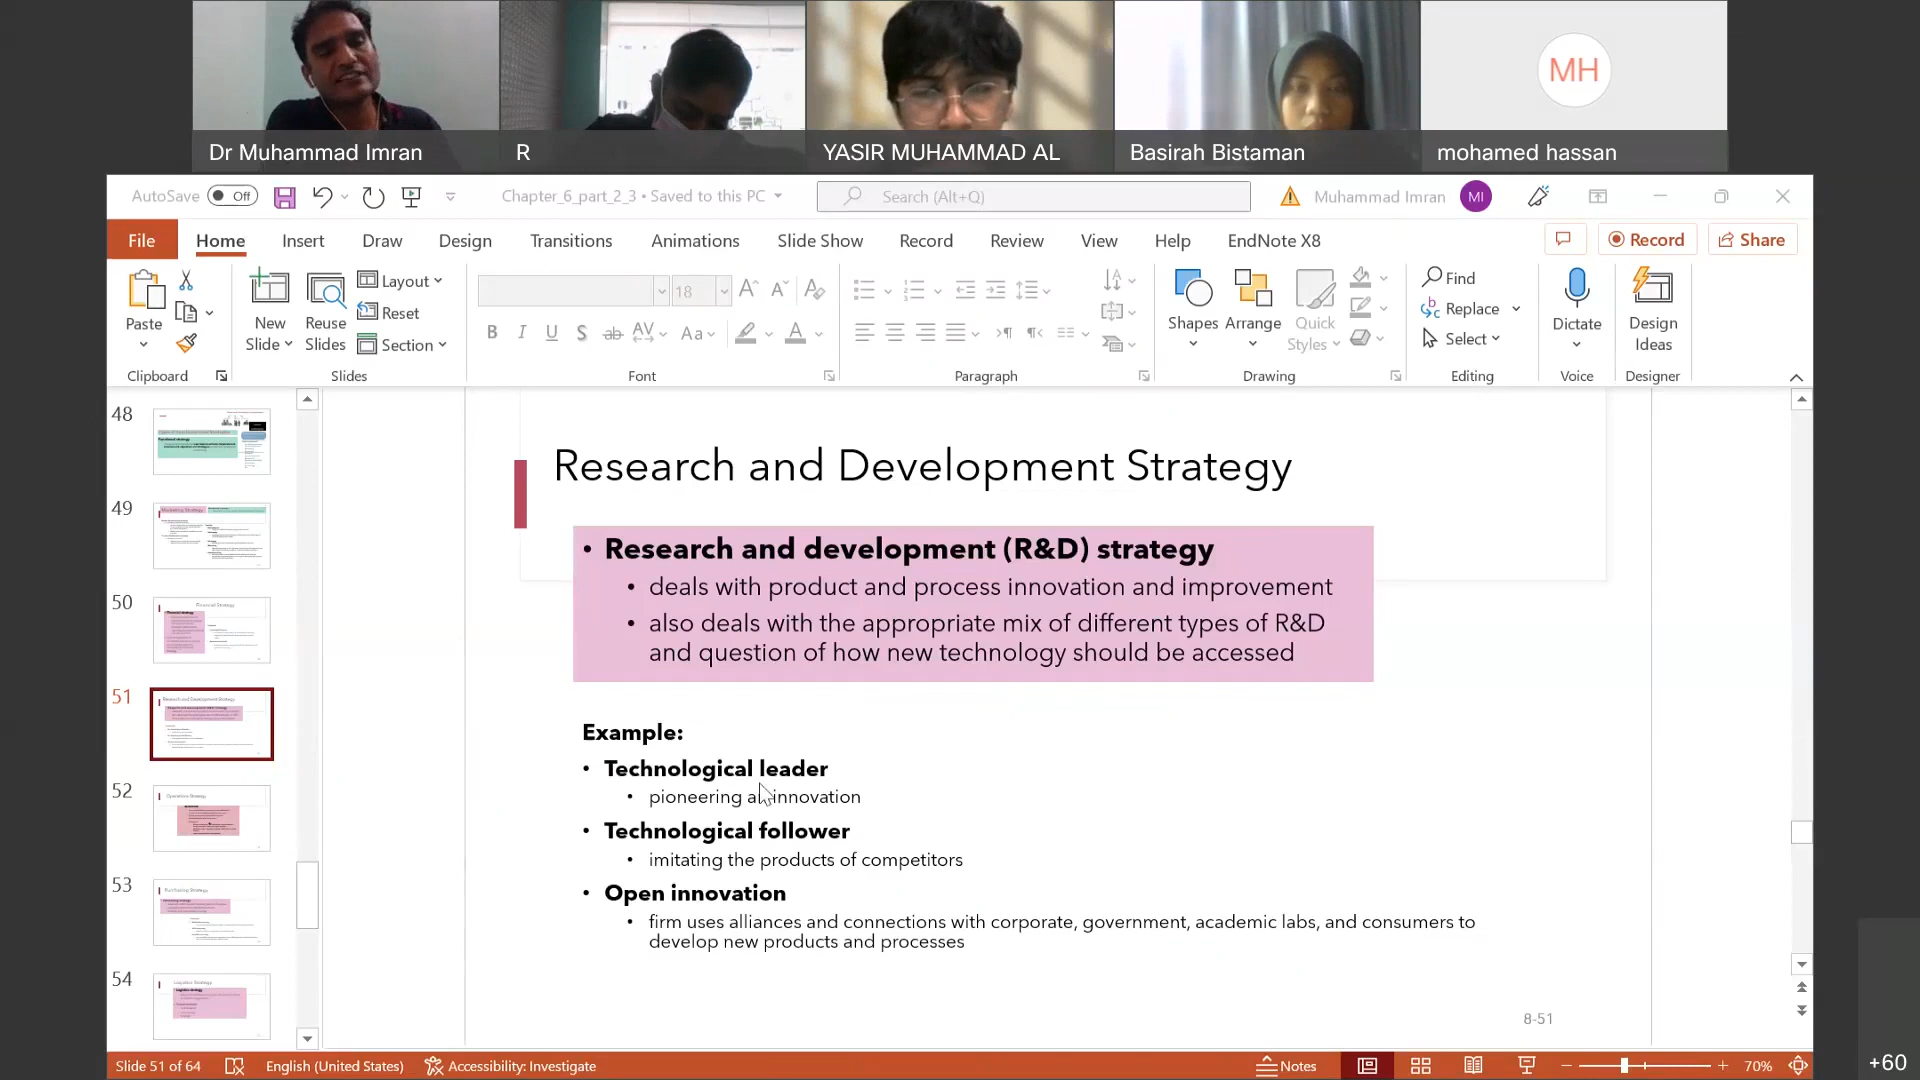 Dr Muhammad Imran
R
YASIR MUHAMMAD AL
Basirah Bistaman
MH
mohamed hassan
AutoSave Off
Chapter_6_part_2_3 • Saved to this PC
Search (Alt+Q)
Muhammad Imran
MI
File Home Insert Draw Design Transitions Animations Slide Show Record Review View Help EndNote X8
Record
Share
Paste
New Slide
Reuse Slides
Layout
Reset
Section
18
B I U S ab AV Aa A
Shapes
Arrange
Quick Styles
Find
Replace
Select
Dictate
Design Ideas
Clipboard Slides Font Paragraph Drawing Editing Voice Designer
48
49
50
51
52
53
54
Research and Development Strategy
• Research and development (R&D) strategy
• deals with product and process innovation and improvement
• also deals with the appropriate mix of different types of R&D
and question of how new technology should be accessed
Example:
• Technological leader
• pioneering innovation
• Technological follower
• imitating the products of competitors
• Open innovation
• firm uses alliances and connections with corporate, government, academic labs, and consumers to
develop new products and processes
8-51
Slide 51 of 64
English (United States)
Accessibility: Investigate
Notes
70%
+60